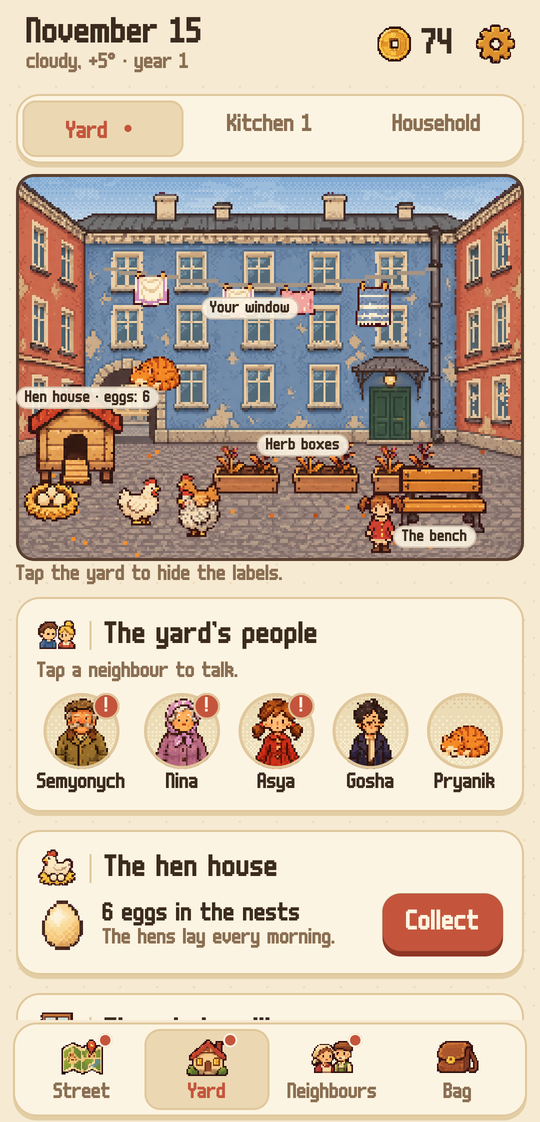 November 15
74
cloudy, +5° · year 1
Yard
Kitchen 1
Household
Your window
Hen house · eggs: 6
Herb boxes
The bench
Tap the yard to hide the labels.
The yard's people
Tap a neighbour to talk.
! ! !
Semyonych
Nina
Asya
Gosha
Pryanik
The hen house
6 eggs in the nests
The hens lay every morning.
Collect
Street
Yard
Neighbours
Bag